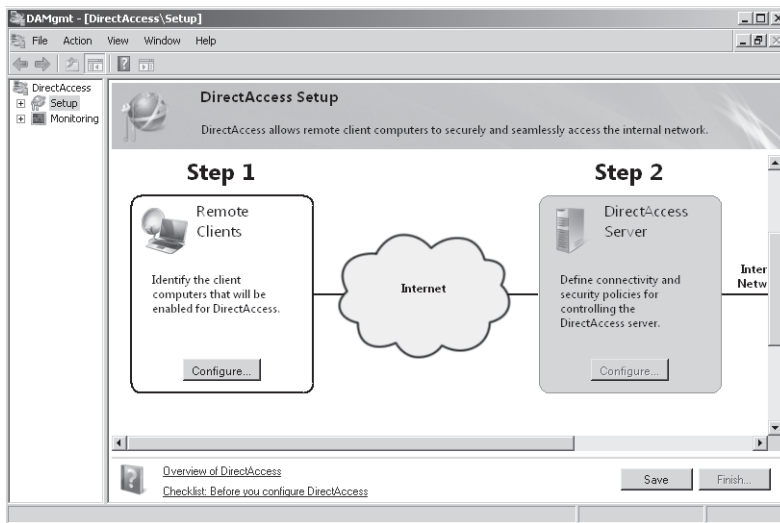 DAMgmt - [DirectAccess\Setup]
File Action View Window Help
DirectAccess
Setup
Monitoring
DirectAccess Setup
DirectAccess allows remote client computers to securely and seamlessly access the internal network.
Step 1
Remote
Clients
Identify the client
computers that will be
enabled for DirectAccess.
Configure...
Internet
Step 2
DirectAccess
Server
Define connectivity and
security policies for
controlling the
DirectAccess server.
Configure...
Inter
Netw
Overview of DirectAccess
Checklist: Before you configure DirectAccess
Save
Finish...